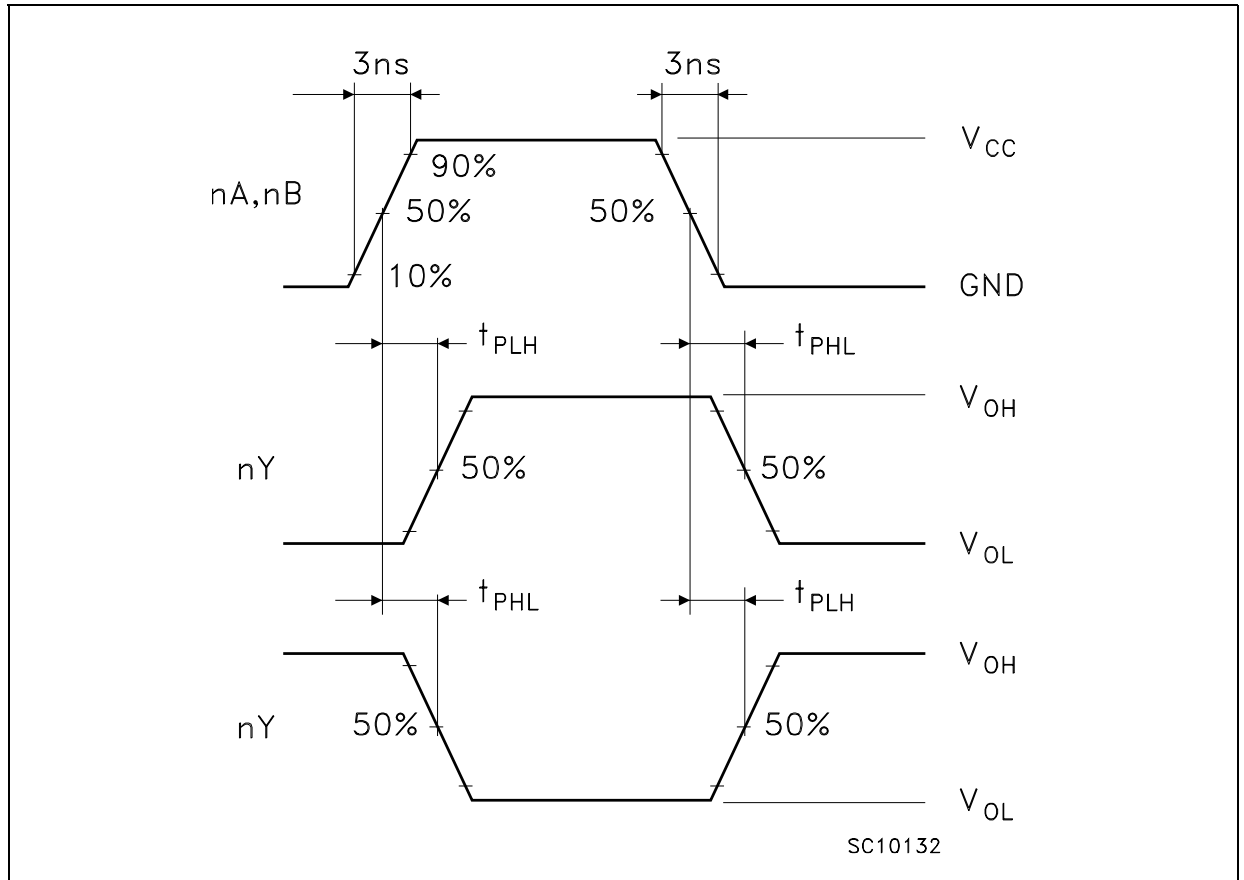 3ns 3ns
V_CC
90%
nA,nB
50% 50%
10%
GND
t_PLH t_PHL
V_OH
nY
50% 50%
V_OL
t_PHL t_PLH
V_OH
nY
50% 50%
V_OL
SC10132